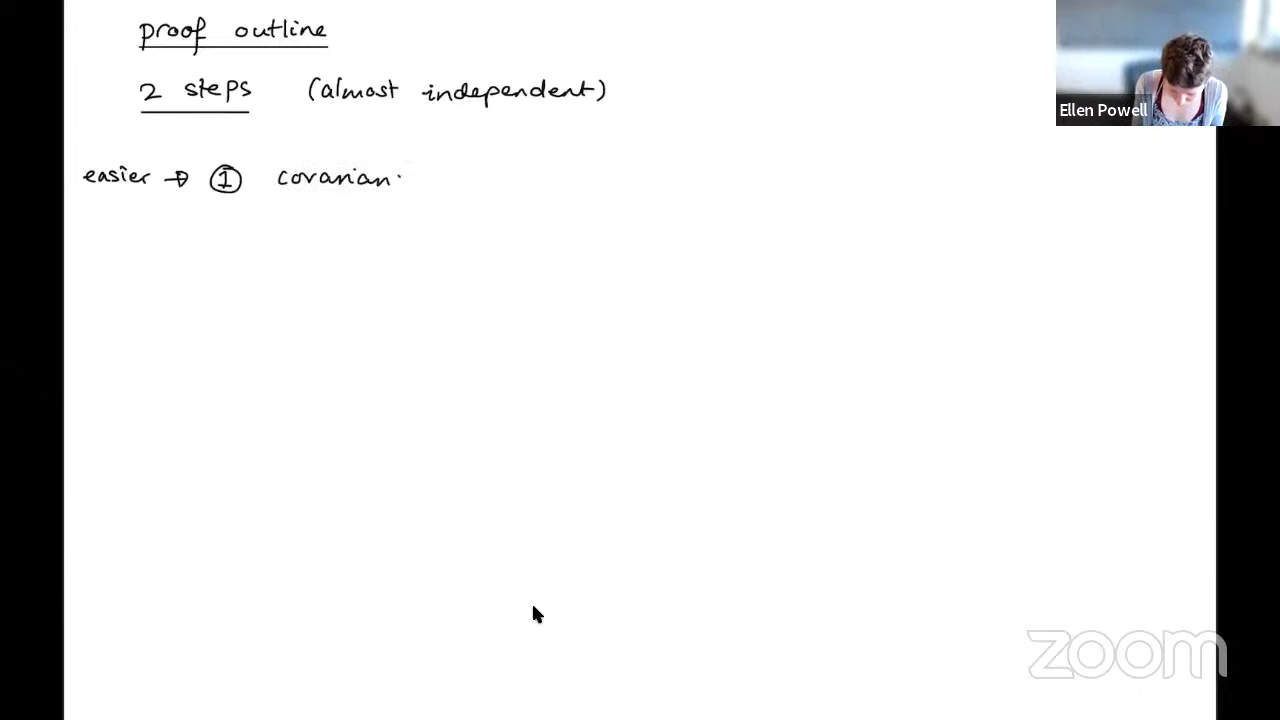 proof outline
2 steps (almost independent)
easier → ① covarian
Ellen Powell
zoom